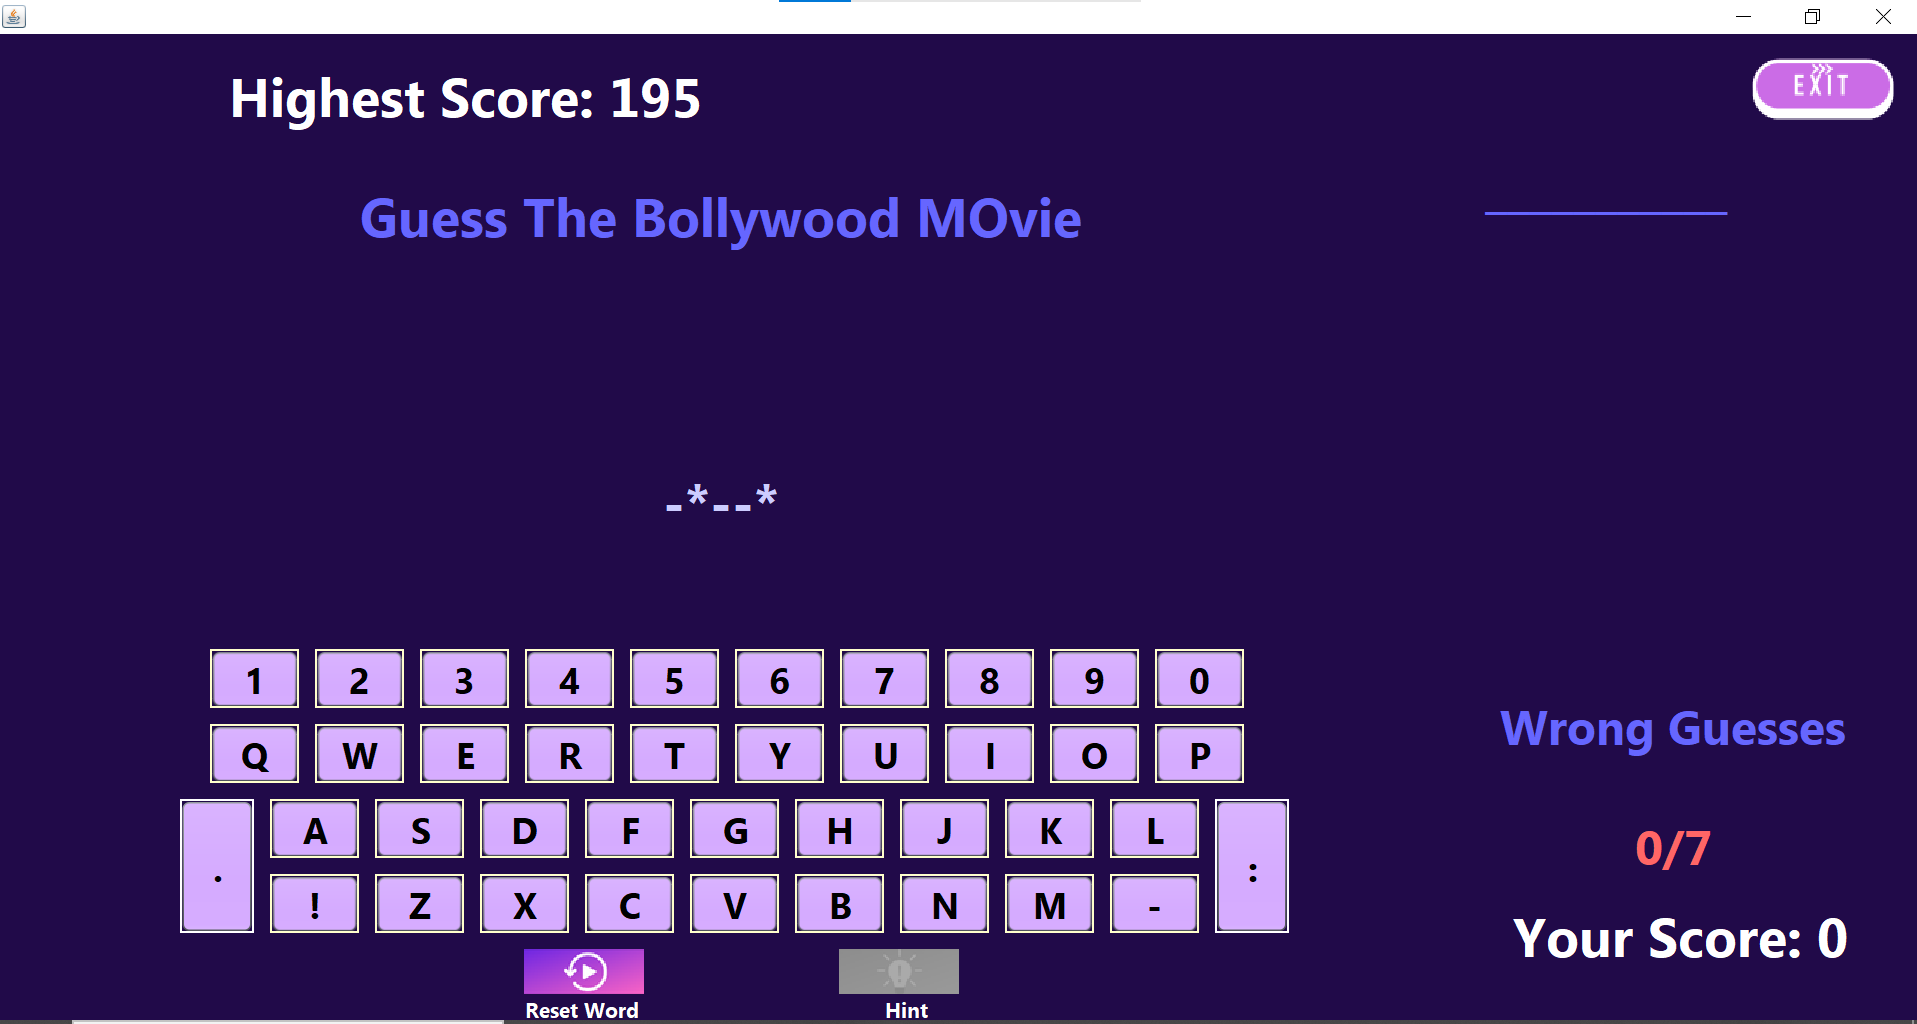 Highest Score: 195
EXIT
Guess The Bollywood MOvie
-*--*
1 2 3 4 5 6 7 8 9 0
Q W E R T Y U I O P
. A S D F G H J K L :
! Z X C V B N M -
Wrong Guesses
0/7
Your Score: 0
Reset Word
Hint